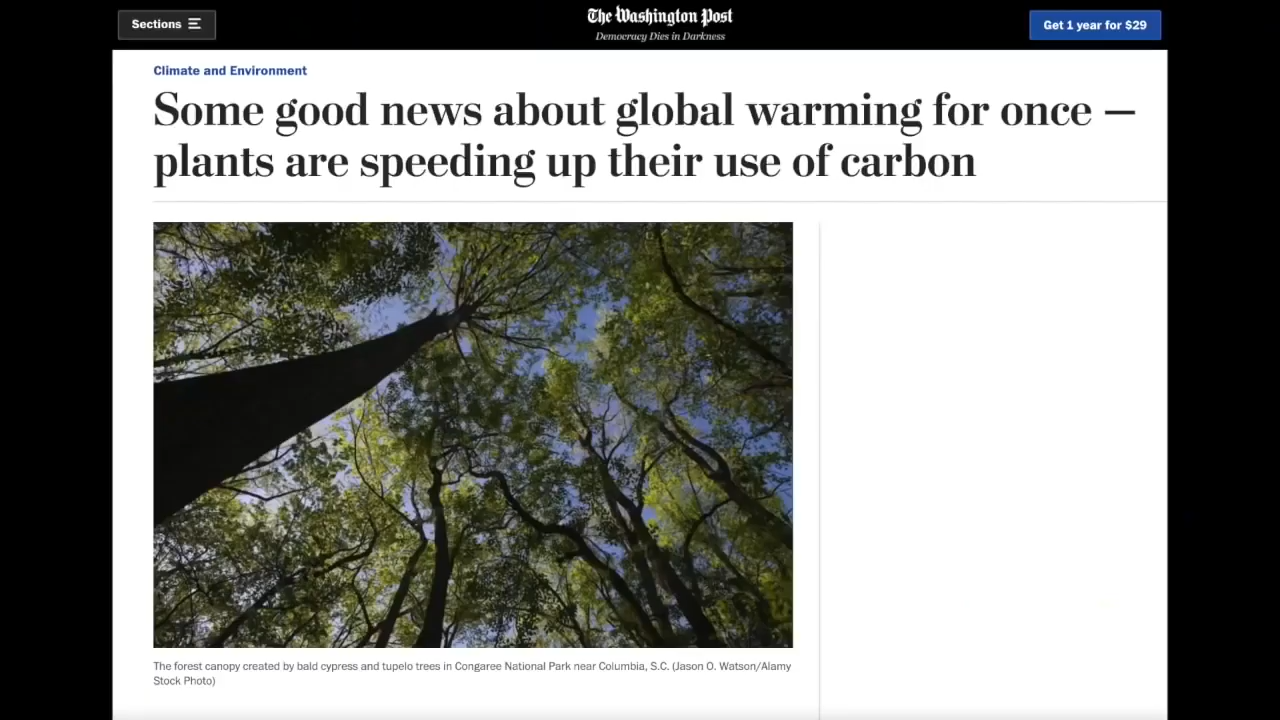 Sections
The Washington Post
Democracy Dies in Darkness
Get 1 year for $29
Climate and Environment
Some good news about global warming for once —
plants are speeding up their use of carbon
The forest canopy created by bald cypress and tupelo trees in Congaree National Park near Columbia, S.C. (Jason O. Watson/Alamy
Stock Photo)